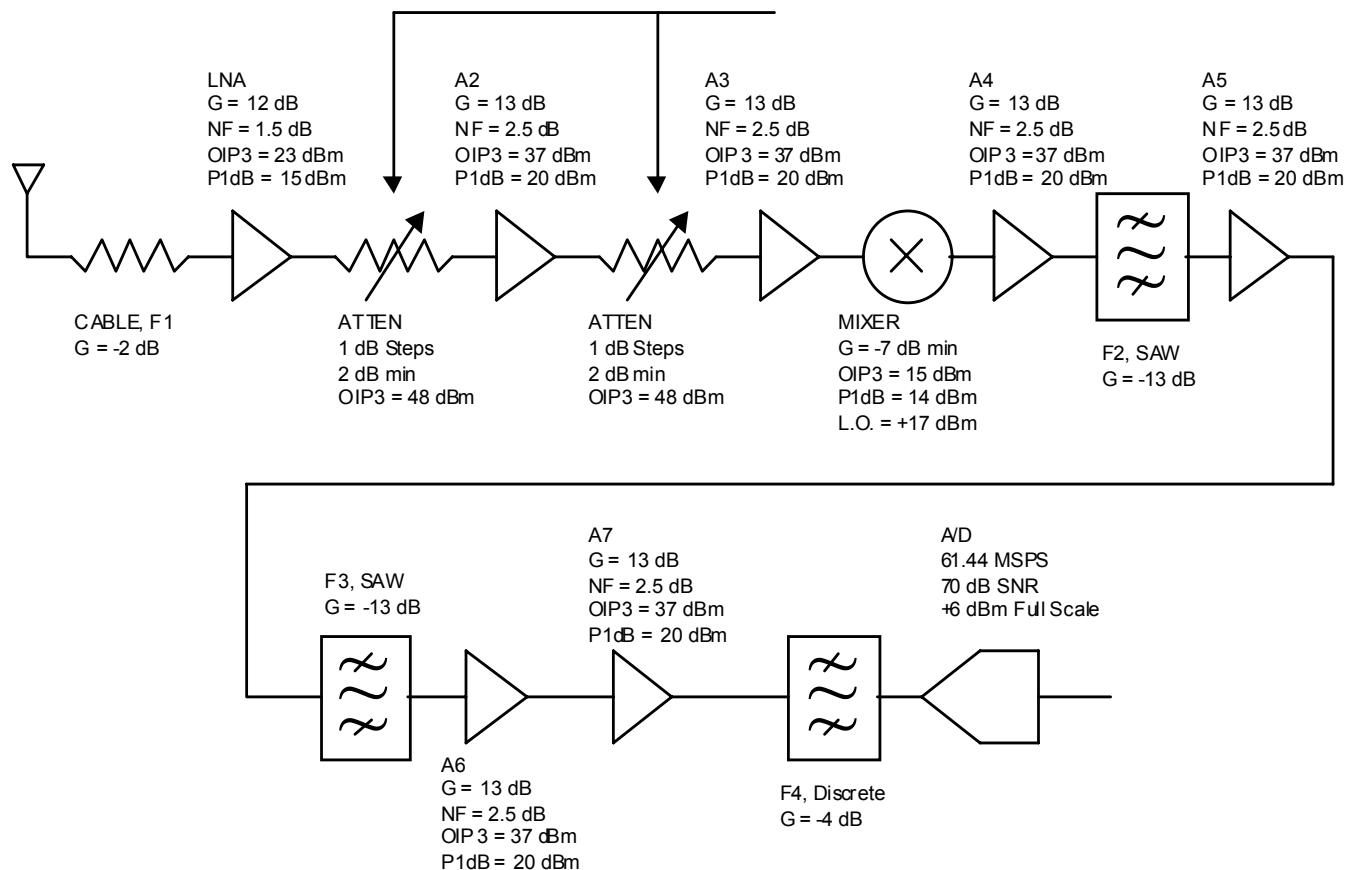 LNA
G = 12 dB
NF = 1.5 dB
OIP3 = 23 dBm
P1dB = 15 dBm
A2
G = 13 dB
NF = 2.5 dB
OIP3 = 37 dBm
P1dB = 20 dBm
A3
G = 13 dB
NF = 2.5 dB
OIP3 = 37 dBm
P1dB = 20 dBm
A4
G = 13 dB
NF = 2.5 dB
OIP3 = 37 dBm
P1dB = 20 dBm
A5
G = 13 dB
NF = 2.5 dB
OIP3 = 37 dBm
P1dB = 20 dBm
CABLE, F1
G = -2 dB
ATTEN
1 dB Steps
2 dB min
OIP3 = 48 dBm
ATTEN
1 dB Steps
2 dB min
OIP3 = 48 dBm
MIXER
G = -7 dB min
OIP3 = 15 dBm
P1dB = 14 dBm
L.O. = +17 dBm
F2, SAW
G = -13 dB
F3, SAW
G = -13 dB
A7
G = 13 dB
NF = 2.5 dB
OIP3 = 37 dBm
P1dB = 20 dBm
A/D
61.44 MSPS
70 dB SNR
+6 dBm Full Scale
A6
G = 13 dB
NF = 2.5 dB
OIP3 = 37 dBm
P1dB = 20 dBm
F4, Discrete
G = -4 dB